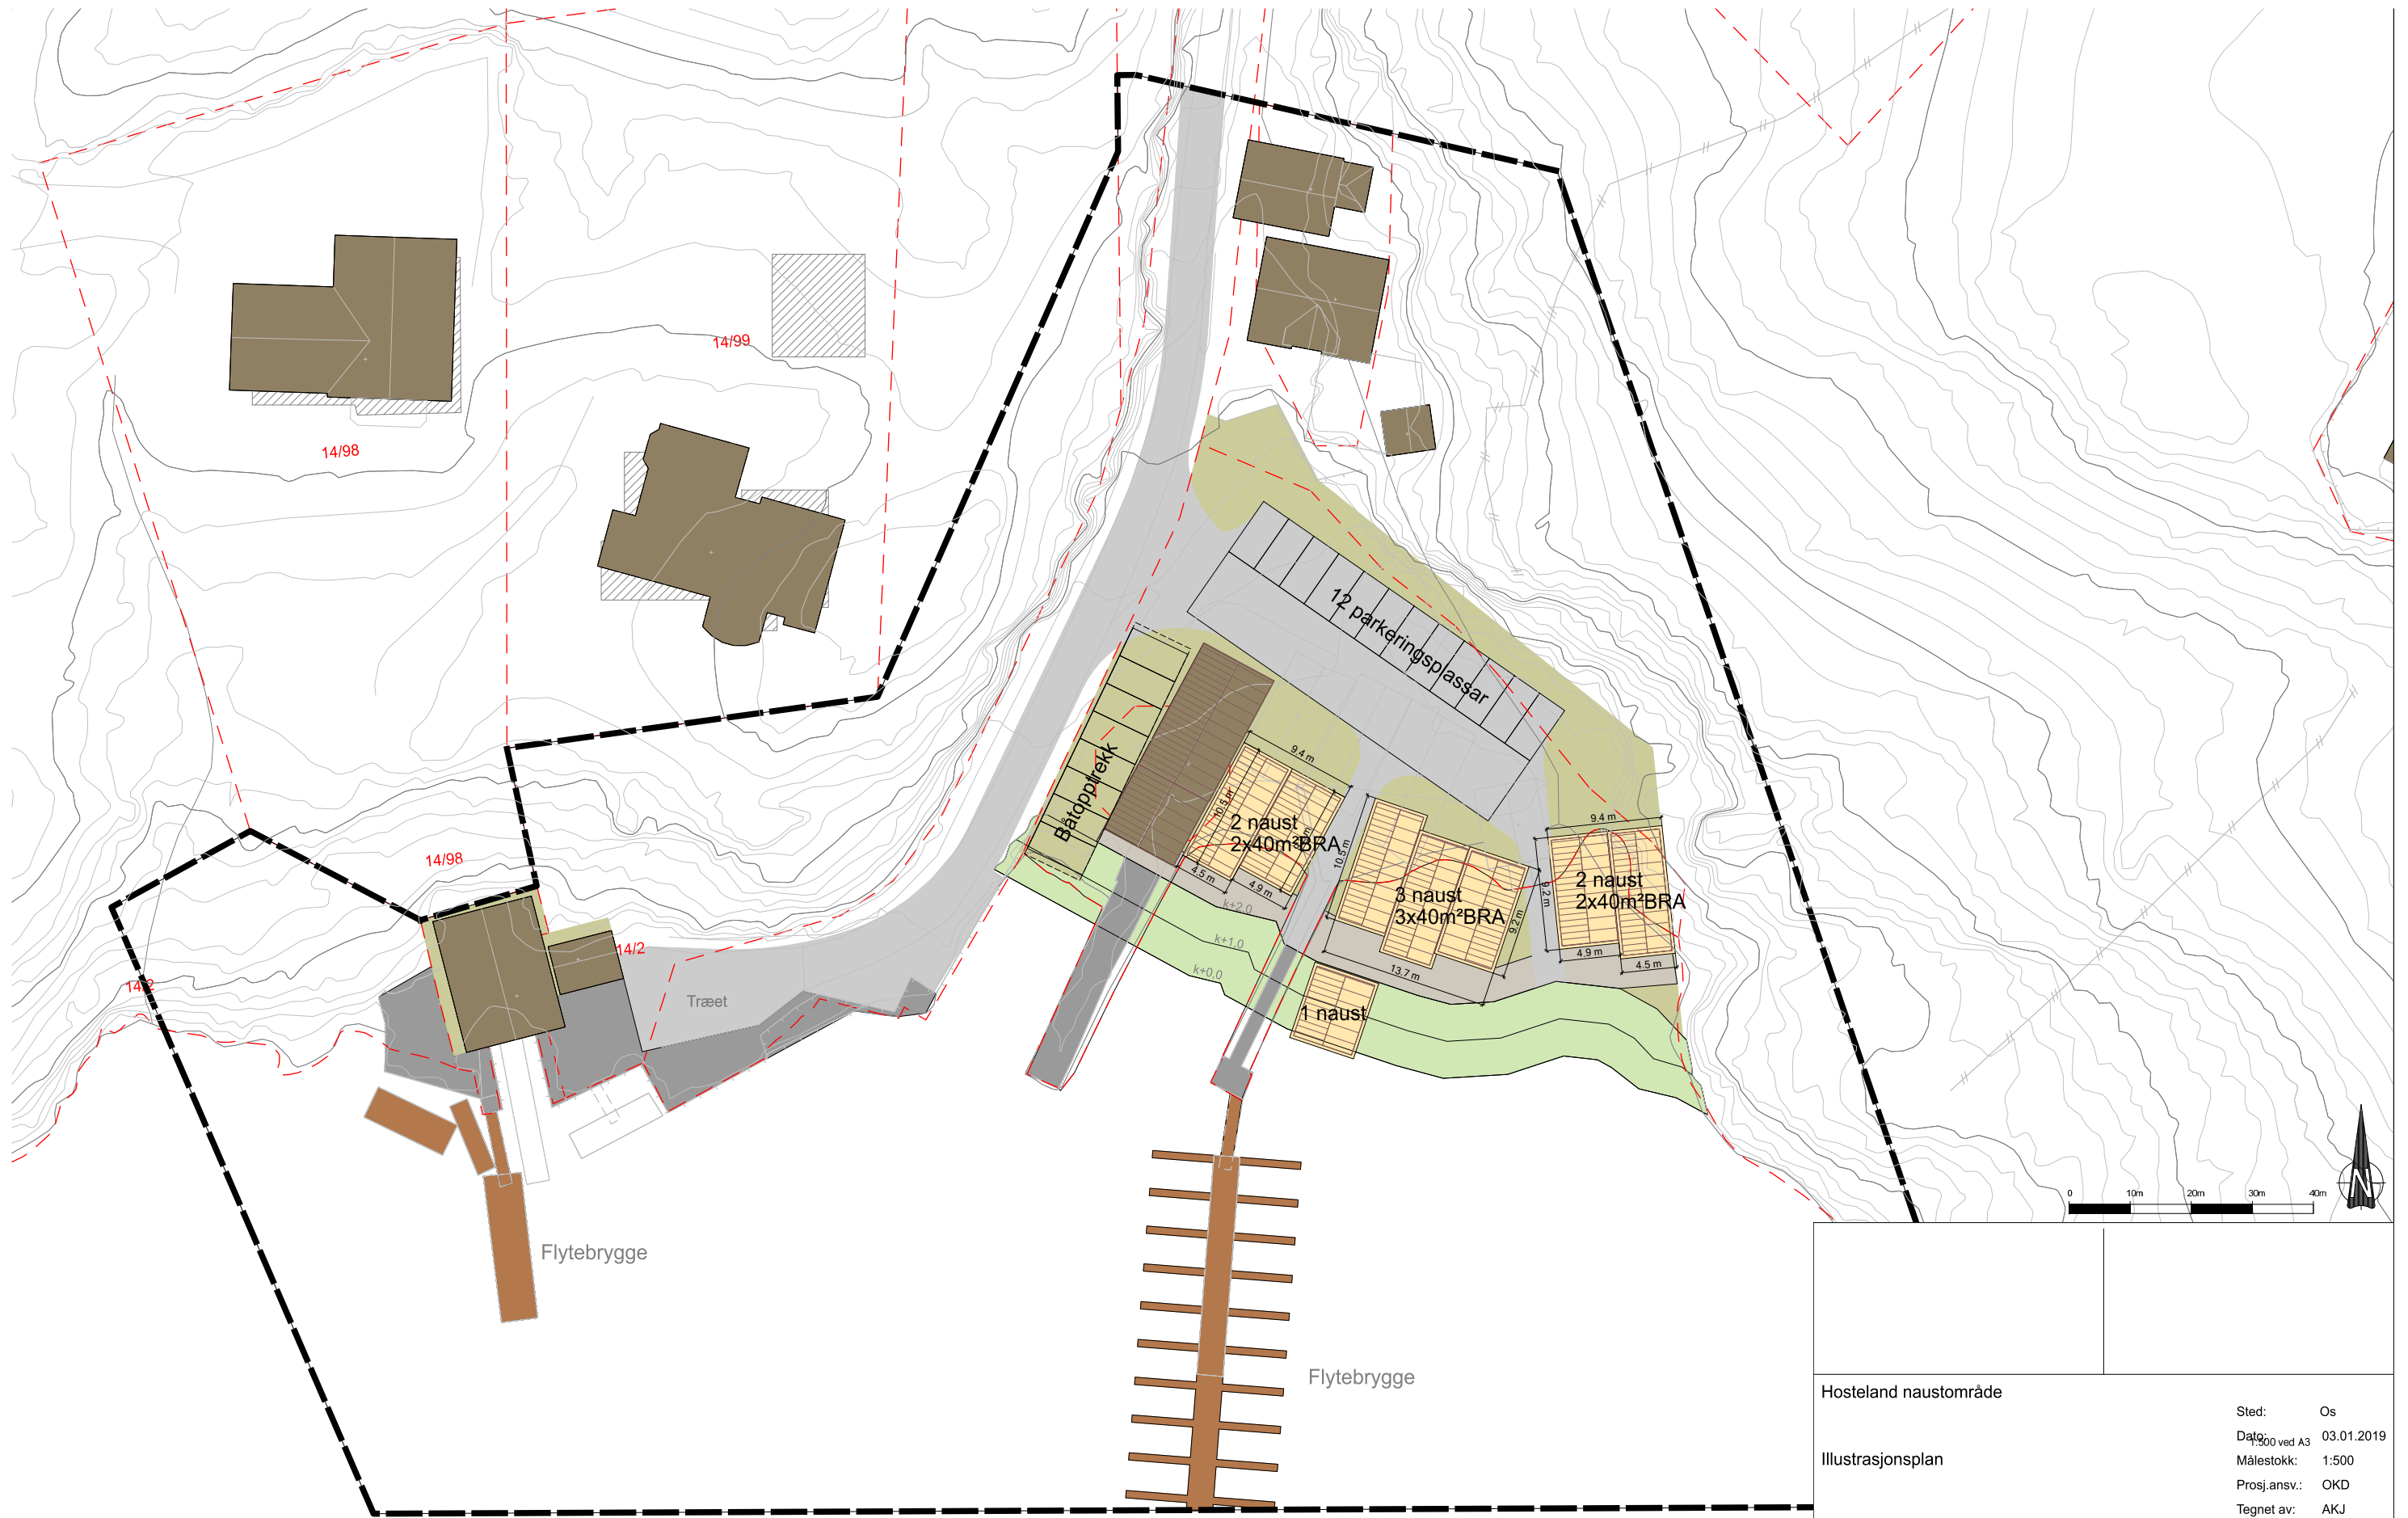 14/99
14/98
12 parkeringsplassar
9.4 m
Båtopptrekk
10.5 m
2 naust
2x40m²BRA
4.5 m
4.9 m
10.5 m
3 naust
3x40m²BRA
9.2 m
13.7 m
9.4 m
2 naust
2x40m²BRA
9.2 m
4.9 m
4.5 m
k+2,0
k+1,0
k+0,0
1 naust
14/98
14/2
14/2
Træet
Flytebrygge
Flytebrygge
0 10m 20m 30m 40m
N
Hosteland naustområde
Illustrasjonsplan
Sted: Os
Dato: 03.01.2019
1:500 ved A3
Målestokk: 1:500
Prosj.ansv.: OKD
Tegnet av: AKJ